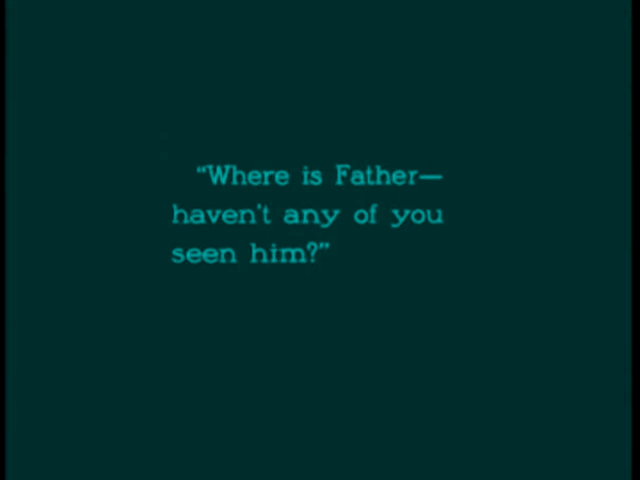 “Where is Father—
haven't any of you
seen him?”